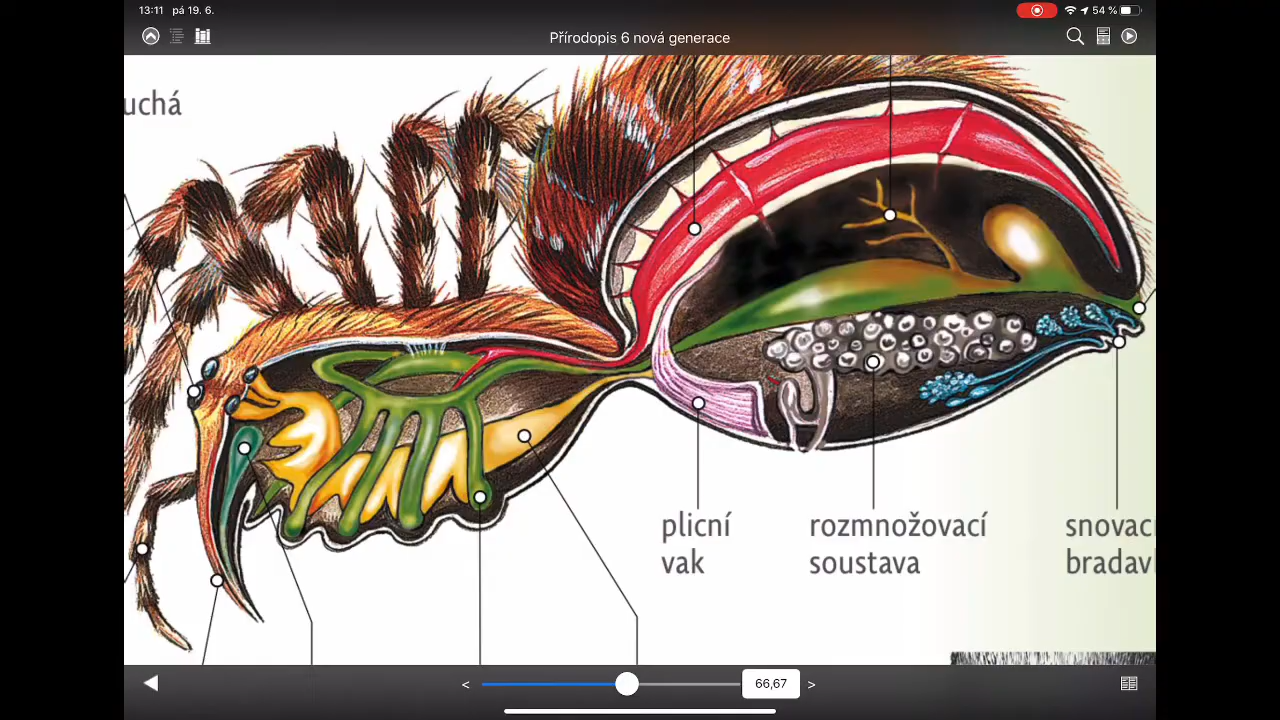 13:11 pá 19. 6.
54 %
Přírodopis 6 nová generace
uchá
plicní
vak
rozmnožovací
soustava
snovac
bradav
< 66,67 >